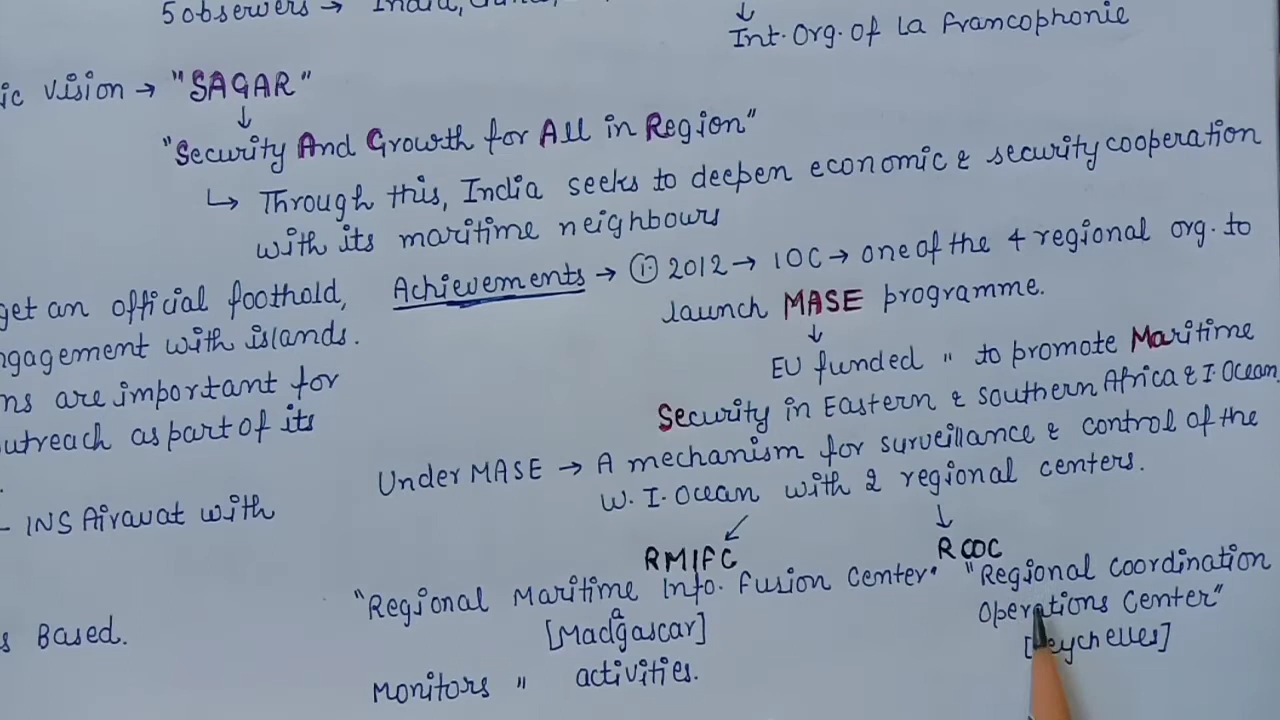 5 observers → India,
↓
Int. Org. of La Francophonie
ic vision → "SAGAR"
↓
"Security And Growth for All in Region"
↳ Through this, India seeks to deepen economic & security cooperation
with its maritime neighbours
get an official foothold,
ngagement with islands.
ns are important for
utreach as part of its
- INS Airavat with
s Based.
Achievements → ① 2012 → IOC → one of the 4 regional org. to
launch MASE programme.
↓
EU funded " to promote Maritime
Security in Eastern & Southern Africa & I. Ocean
Under MASE → A mechanism for surveillance & control of the
W. I. Ocean with 2 regional centers.
↙ ↓
RMIFC RCOC
"Regional Maritime Info. Fusion Center" "Regional Coordination
Operations Center"
[Madagascar] [Seychelles]
Monitors " activities.